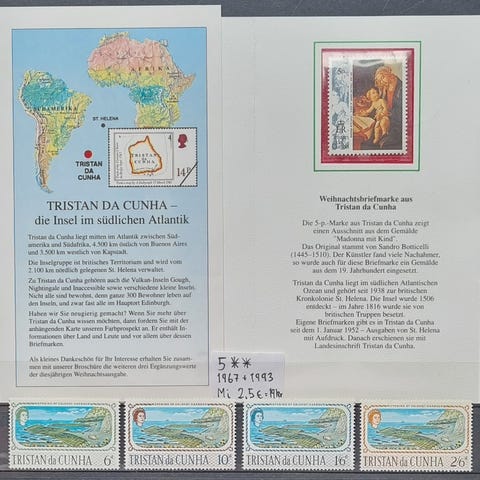 SÜDAMERIKA
AFRIKA
ST. HELENA
TRISTAN
DA CUNHA
TRISTAN
DA CUNHA
14P
TRISTAN DA CUNHA –
die Insel im südlichen Atlantik
Tristan da Cunha liegt mitten im Atlantik zwischen Süd-
amerika und Südafrika, 4.500 km östlich von Buenos Aires
und 3.500 km westlich von Kapstadt.
Die Inselgruppe ist britisches Territorium und wird vom
2.100 km nördlich gelegenen St. Helena verwaltet.
Zu Tristan da Cunha gehören auch die Vulkan-Inseln Gough,
Nightingale und Inaccessible sowie verschiedene kleine Inseln.
Nicht alle sind bewohnt, denn ganze 300 Bewohner leben auf
den Inseln, und zwar fast alle im Hauptort Edinburgh.
Haben wir Sie neugierig gemacht? Wenn Sie mehr über
Tristan da Cunha wissen möchten, dann fordern Sie mit der
anhängenden Karte unseren Farbprospekt an. Er enthält In-
formationen über Land und Leute und vor allem über die Ent-
deckung der Insel.
Als kleines Dankeschön für Ihr Interesse erhalten Sie zusam-
men mit unserer Broschüre die weiteren drei Ergänzungswerte
der diesjährigen Weihnachtsausgabe.
5P
Weihnachtsbriefmarke aus
Tristan da Cunha
Die 5-p.-Marke aus Tristan da Cunha zeigt
einen Ausschnitt aus dem Gemälde
"Madonna mit Kind".
Das Original stammt von Sandro Botticelli
(1445-1510). Der Künstler fand viele Nachahmer,
so wurde auch für diese Briefmarke ein Gemälde
aus dem 19. Jahrhundert eingesetzt.
Tristan da Cunha liegt im südlichen Atlantischen
Ozean und gehört seit 1938 zur britischen
Kronkolonie St. Helena. Die Insel wurde 1506
entdeckt – im Jahre 1816 wurde sie von
britischen Truppen besetzt.
Eigene Briefmarken gibt es in Tristan da Cunha
seit dem 1. Januar 1952 – Ausgaben von St. Helena
mit Aufdruck. Danach erschienen sie mit
Landesinschrift Tristan da Cunha.
5**
1967 + 1993
Mi 2,5€ =
TRISTAN da CUNHA 6d
TRISTAN da CUNHA 10d
TRISTAN da CUNHA 1/6d
TRISTAN da CUNHA 2/6